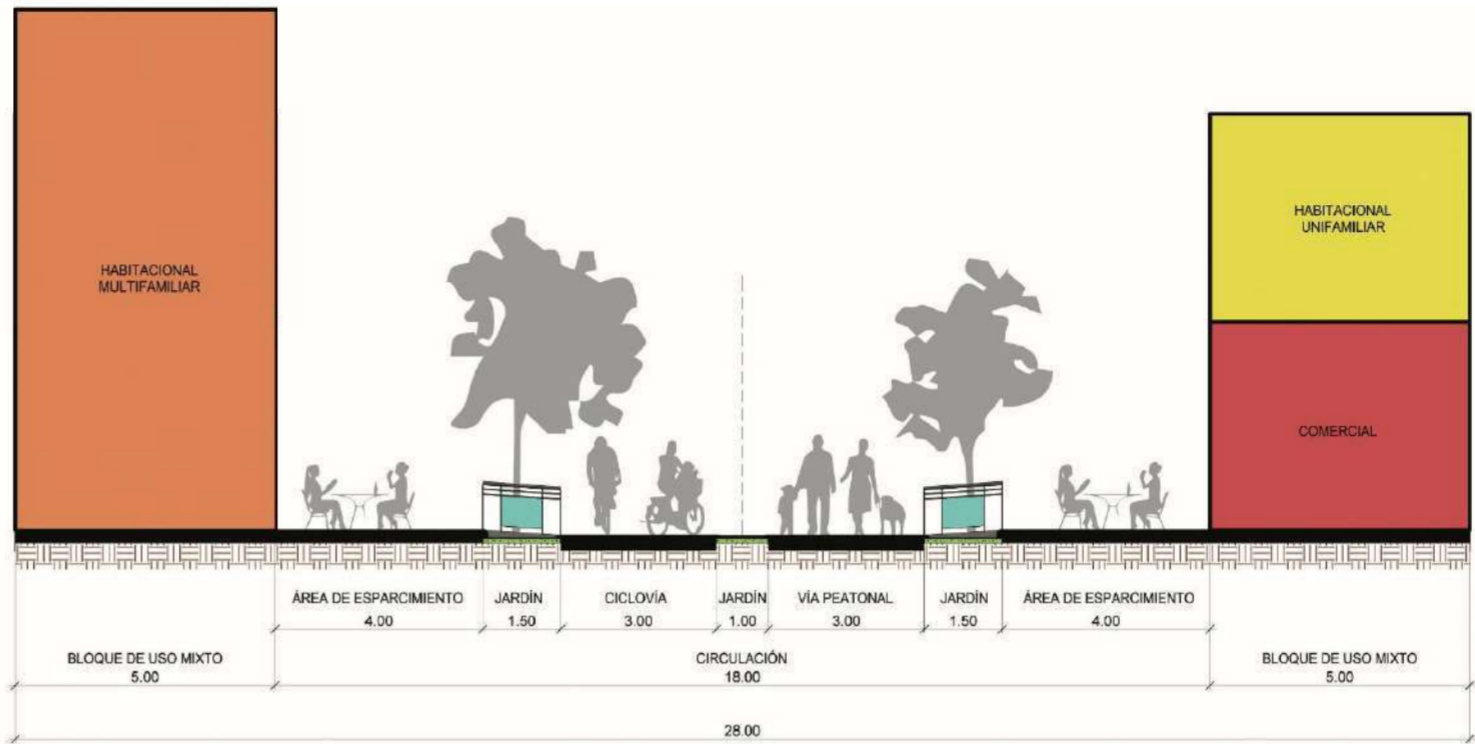 HABITACIONAL
MULTIFAMILIAR
HABITACIONAL
UNIFAMILIAR
COMERCIAL
ÁREA DE ESPARCIMIENTO JARDÍN CICLOVÍA JARDÍN VÍA PEATONAL JARDÍN ÁREA DE ESPARCIMIENTO
4.00 1.50 3.00 1.00 3.00 1.50 4.00
BLOQUE DE USO MIXTO CIRCULACIÓN BLOQUE DE USO MIXTO
5.00 18.00 5.00
28.00